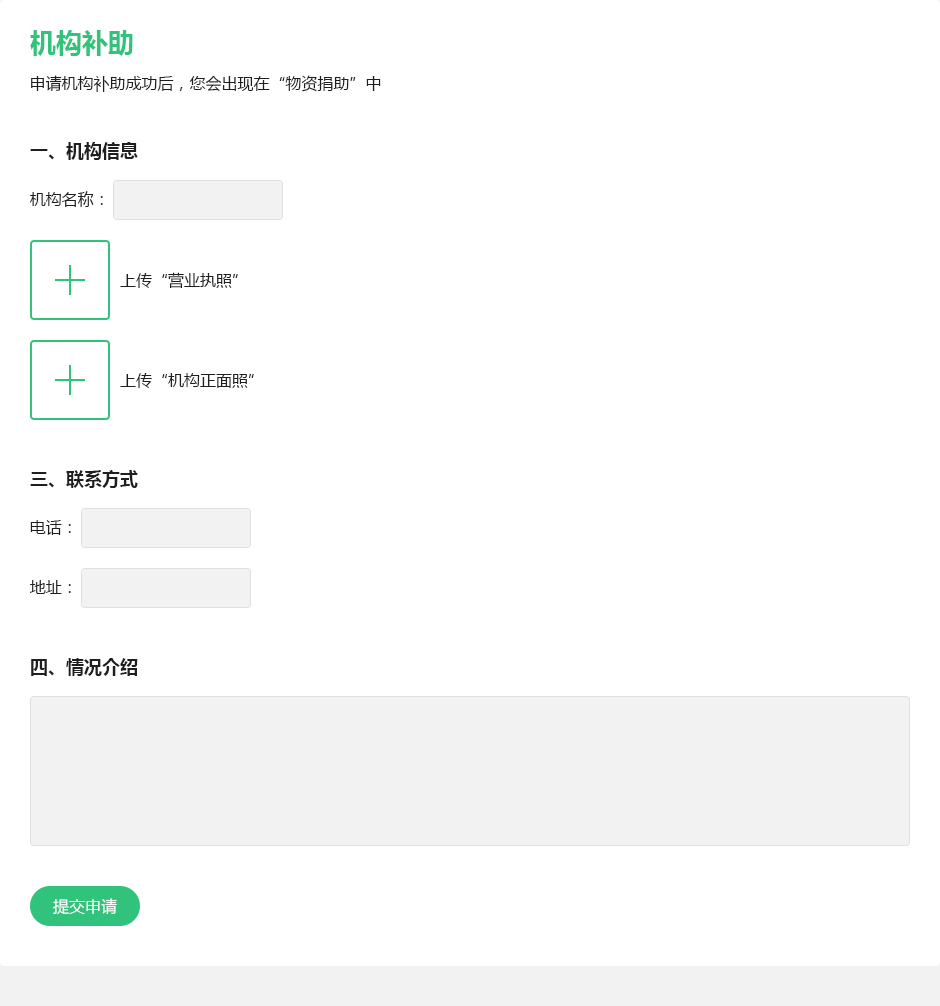 机构补助
申请机构补助成功后，您会出现在“物资捐助”中
一、机构信息
机构名称：
上传“营业执照”
上传“机构正面照”
三、联系方式
电话：
地址：
四、情况介绍
提交申请